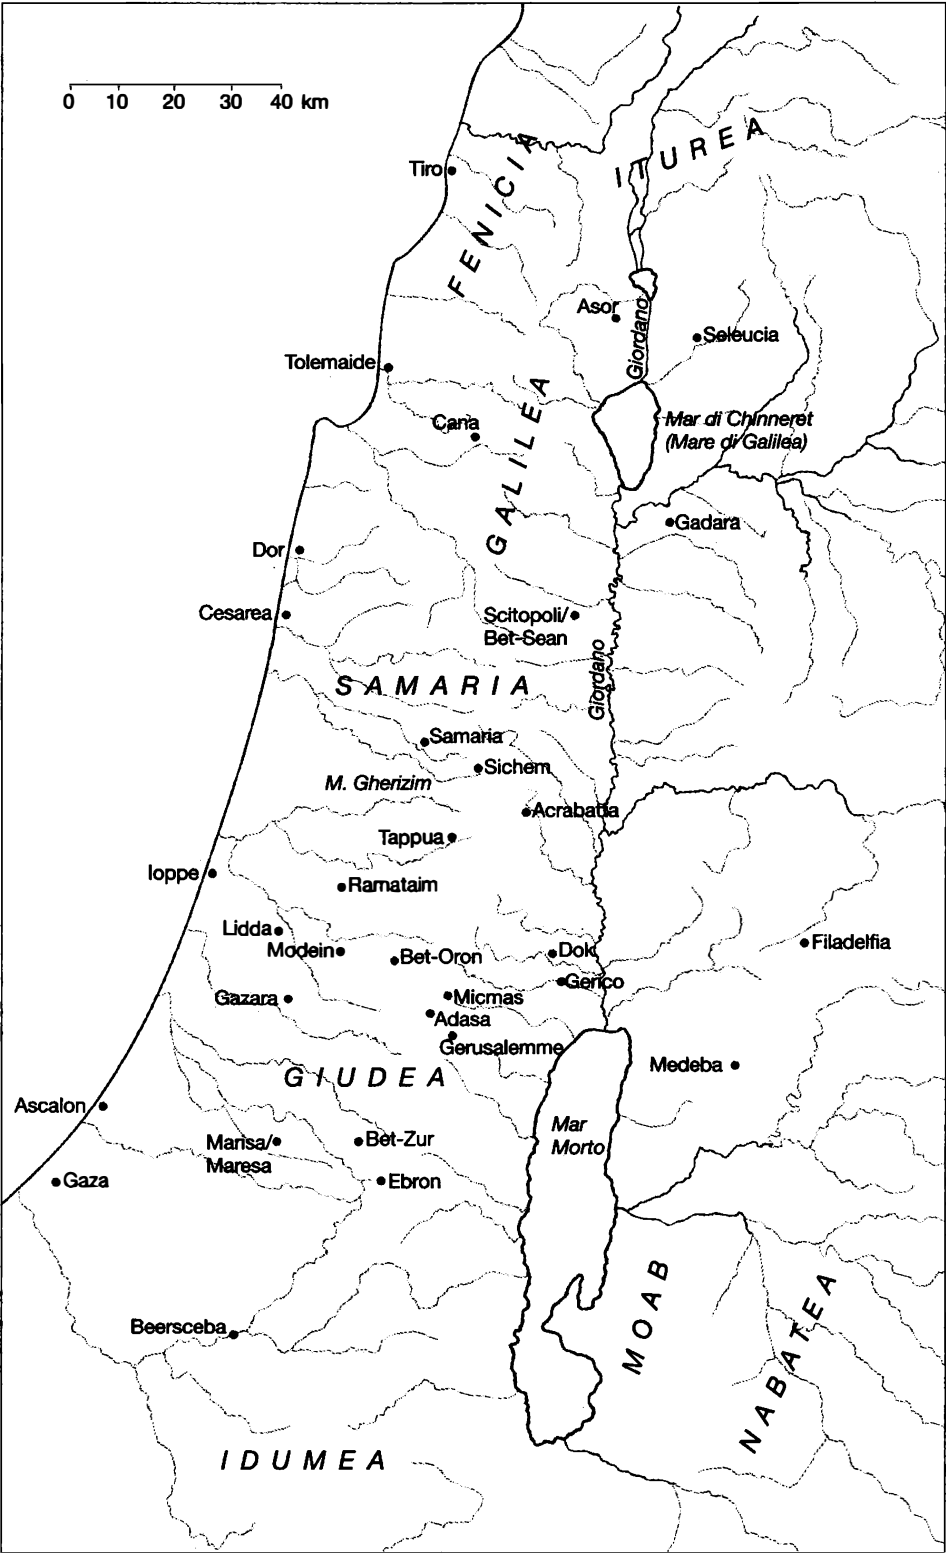 0 10 20 30 40 km
ITUREA
FENICIA
Tiro
Asor
Giordano
Seleucia
Tolemaide
GALILEA
Cana
Mar di Chinneret
(Mare di Galilea)
Gadara
Dor
Cesarea
Scitopoli/
Bet-Sean
Giordano
SAMARIA
Samaria
Sichem
M. Gherizim
Acrabatta
Tappua
Ioppe
Ramataim
Lidda
Modein
Bet-Oron
Dok
Filadelfia
Gerico
Gazara
Micmas
Adasa
Gerusalemme
Medeba
GIUDEA
Ascalon
Mar
Morto
Marisa/
Maresa
Bet-Zur
Gaza
Ebron
MOAB
NABATEA
Beersceba
IDUMEA